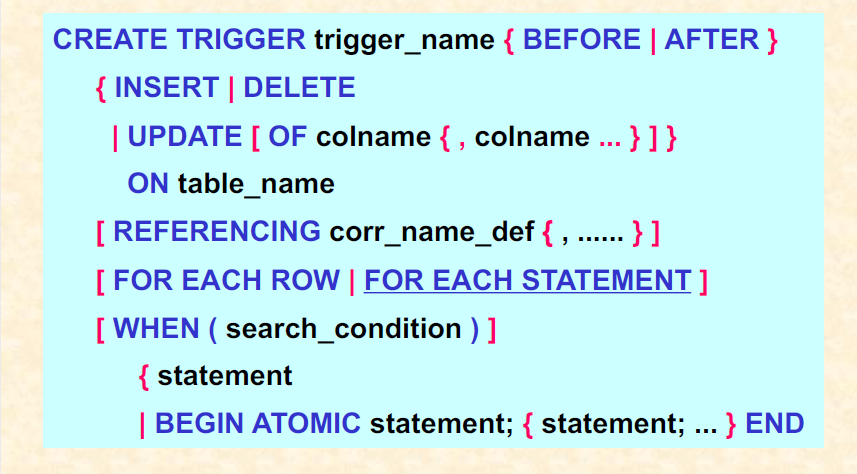 CREATE TRIGGER trigger_name { BEFORE | AFTER }
{ INSERT | DELETE
| UPDATE [ OF colname { , colname ... } ] }
ON table_name
[ REFERENCING corr_name_def { , ...... } ]
[ FOR EACH ROW | FOR EACH STATEMENT ]
[ WHEN ( search_condition ) ]
{ statement
| BEGIN ATOMIC statement; { statement; ... } END